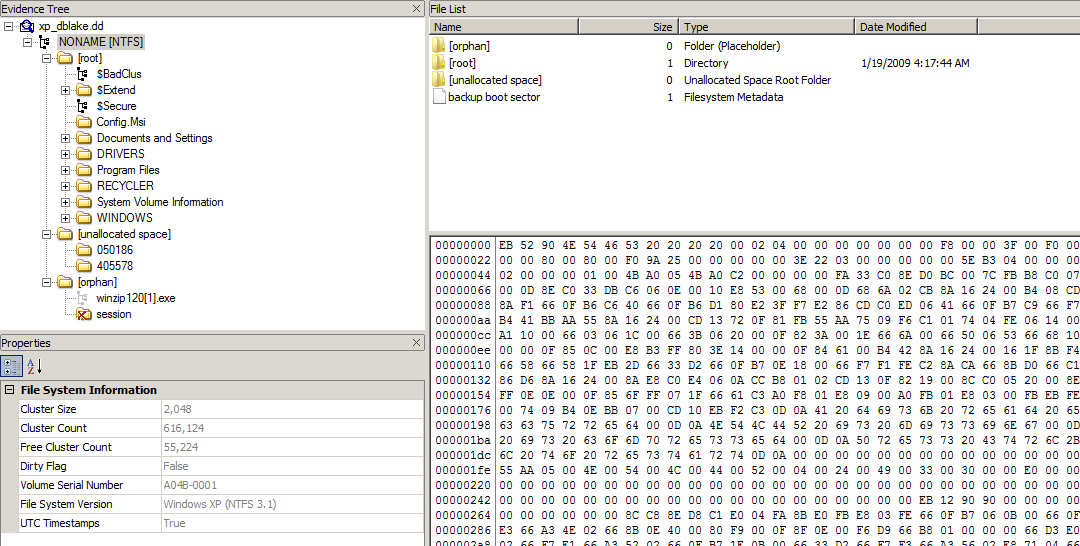 Evidence Tree
xp_dblake.dd
NONAME [NTFS]
[root]
$BadClus
$Extend
$Secure
Config.Msi
Documents and Settings
DRIVERS
Program Files
RECYCLER
System Volume Information
WINDOWS
[unallocated space]
050186
405578
[orphan]
winzip120[1].exe
session
Properties
File System Information
Cluster Size 2,048
Cluster Count 616,124
Free Cluster Count 55,224
Dirty Flag False
Volume Serial Number A04B-0001
File System Version Windows XP (NTFS 3.1)
UTC Timestamps True
File List
Name Size Type Date Modified
[orphan] 0 Folder (Placeholder)
[root] 1 Directory 1/19/2009 4:17:44 AM
[unallocated space] 0 Unallocated Space Root Folder
backup boot sector 1 Filesystem Metadata
00000000 EB 52 90 4E 54 46 53 20 20 20 20 00 02 04 00 00 00 00 00 00 00 F8 00 00 3F 00 F0 00
00000022 00 00 80 00 80 00 F0 9A 25 00 00 00 00 00 3E 22 03 00 00 00 00 00 5E B3 04 00 00 00
00000044 02 00 00 00 01 00 4B A0 05 4B A0 C2 00 00 00 00 FA 33 C0 8E D0 BC 00 7C FB B8 C0 07
00000066 00 0D 8E C0 33 DB C6 06 0E 00 10 E8 53 00 68 00 0D 68 6A 02 CB 8A 16 24 00 B4 08 CD
00000088 8A F1 66 0F B6 C6 40 66 0F B6 D1 80 E2 3F F7 E2 86 CD C0 ED 06 41 66 0F B7 C9 66 F7
000000aa B4 41 BB AA 55 8A 16 24 00 CD 13 72 0F 81 FB 55 AA 75 09 F6 C1 01 74 04 FE 06 14 00
000000cc A1 10 00 66 03 06 1C 00 66 3B 06 20 00 0F 82 3A 00 1E 66 6A 00 66 50 06 53 66 68 10
000000ee 00 00 0F 85 0C 00 E8 B3 FF 80 3E 14 00 00 0F 84 61 00 B4 42 8A 16 24 00 16 1F 8B F4
00000110 66 58 66 58 1F EB 2D 66 33 D2 66 0F B7 0E 18 00 66 F7 F1 FE C2 8A CA 66 8B D0 66 C1
00000132 86 D6 8A 16 24 00 8A E8 C0 E4 06 0A CC B8 01 02 CD 13 0F 82 19 00 8C C0 05 20 00 8E
00000154 FF 0E 0E 00 0F 85 6F FF 07 1F 66 61 C3 A0 F8 01 E8 09 00 A0 FB 01 E8 03 00 FB EB FE
00000176 00 74 09 B4 0E BB 07 00 CD 10 EB F2 C3 0D 0A 41 20 64 69 73 6B 20 72 65 61 64 20 65
00000198 63 63 75 72 72 65 64 00 0D 0A 4E 54 4C 44 52 20 69 73 20 6D 69 73 73 69 6E 67 00 0D
000001ba 20 69 73 20 63 6F 6D 70 72 65 73 73 65 64 00 0D 0A 50 72 65 73 73 20 43 74 72 6C 2B
000001dc 6C 20 74 6F 20 72 65 73 74 61 72 74 0D 0A 00 00 00 00 00 00 00 00 00 00 00 00 00 00
000001fe 55 AA 05 00 4E 00 54 00 4C 00 44 00 52 00 04 00 24 00 49 00 33 00 30 00 00 E0 00 00
00000220 00 00 00 00 00 00 00 00 00 00 00 00 00 00 00 00 00 00 00 00 00 00 00 00 00 00 00 00
00000242 00 00 00 00 00 00 00 00 00 00 00 00 00 00 00 00 00 00 00 00 EB 12 90 90 00 00 00 00
00000264 00 00 00 00 00 00 00 00 8C C8 8E D8 C1 E0 04 FA 8B E0 FB E8 03 FE 66 0F B7 06 0B 00 66 0F
00000286 E3 66 A3 4E 02 66 8B 0E 40 00 80 F9 00 0F 8F 0E 00 F6 D9 66 B8 01 00 00 00 66 D3 E0